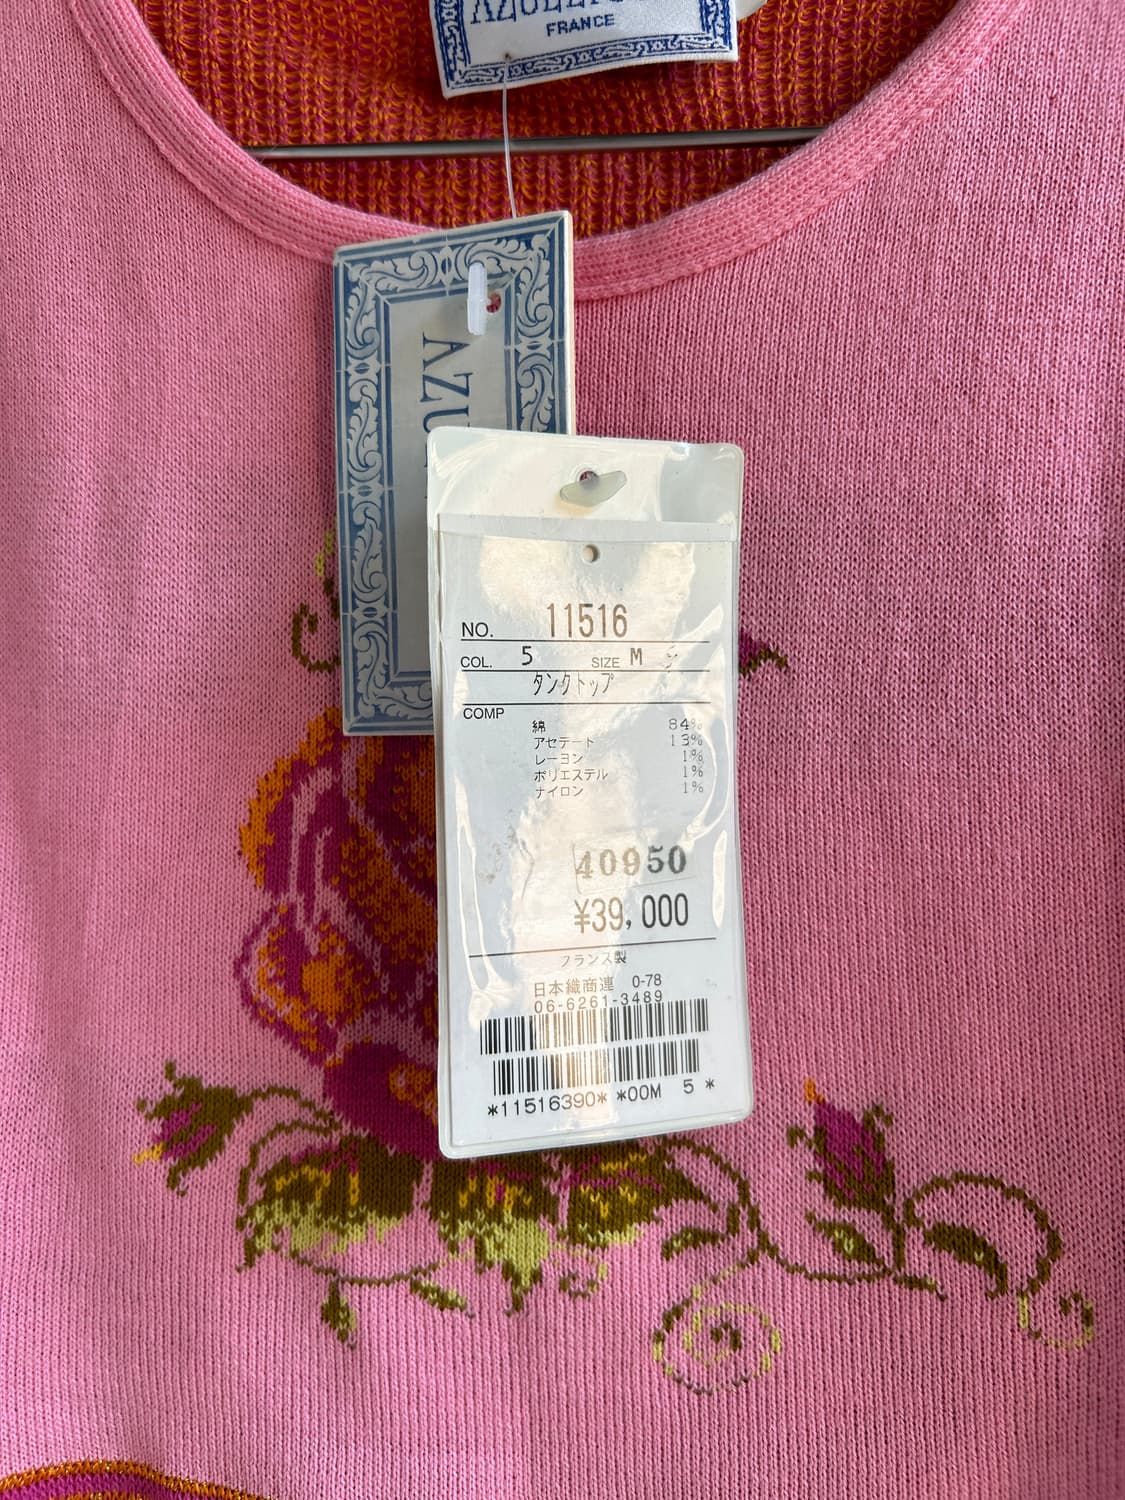 FRANCE
AZU
NO. 11516
COL. 5 SIZE M
タンクトップ
COMP
綿 84%
アセテート 13%
レーヨン 1%
ポリエステル 1%
ナイロン 1%
40950
¥39,000
フランス製
日本織商連 0-78
06-6261-3489
*11516390* *00M 5 *